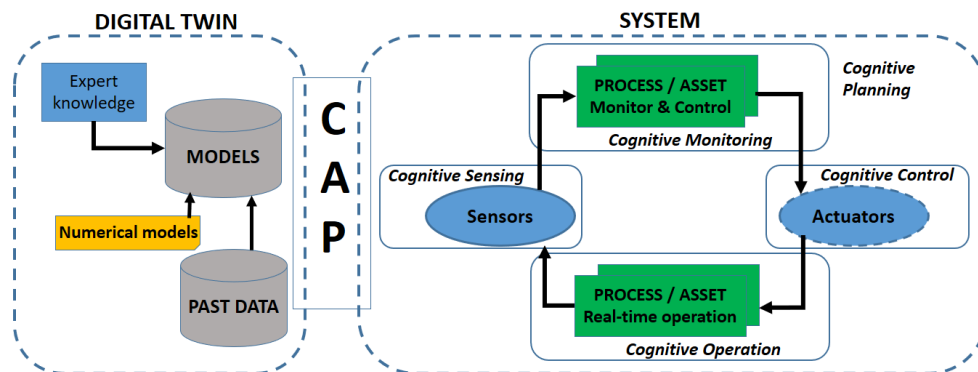 DIGITAL TWIN
Expert
knowledge
MODELS
Numerical models
PAST DATA
C
A
P
SYSTEM
PROCESS / ASSET
Monitor & Control
Cognitive Monitoring
Cognitive
Planning
Cognitive Sensing
Sensors
Cognitive Control
Actuators
PROCESS / ASSET
Real-time operation
Cognitive Operation